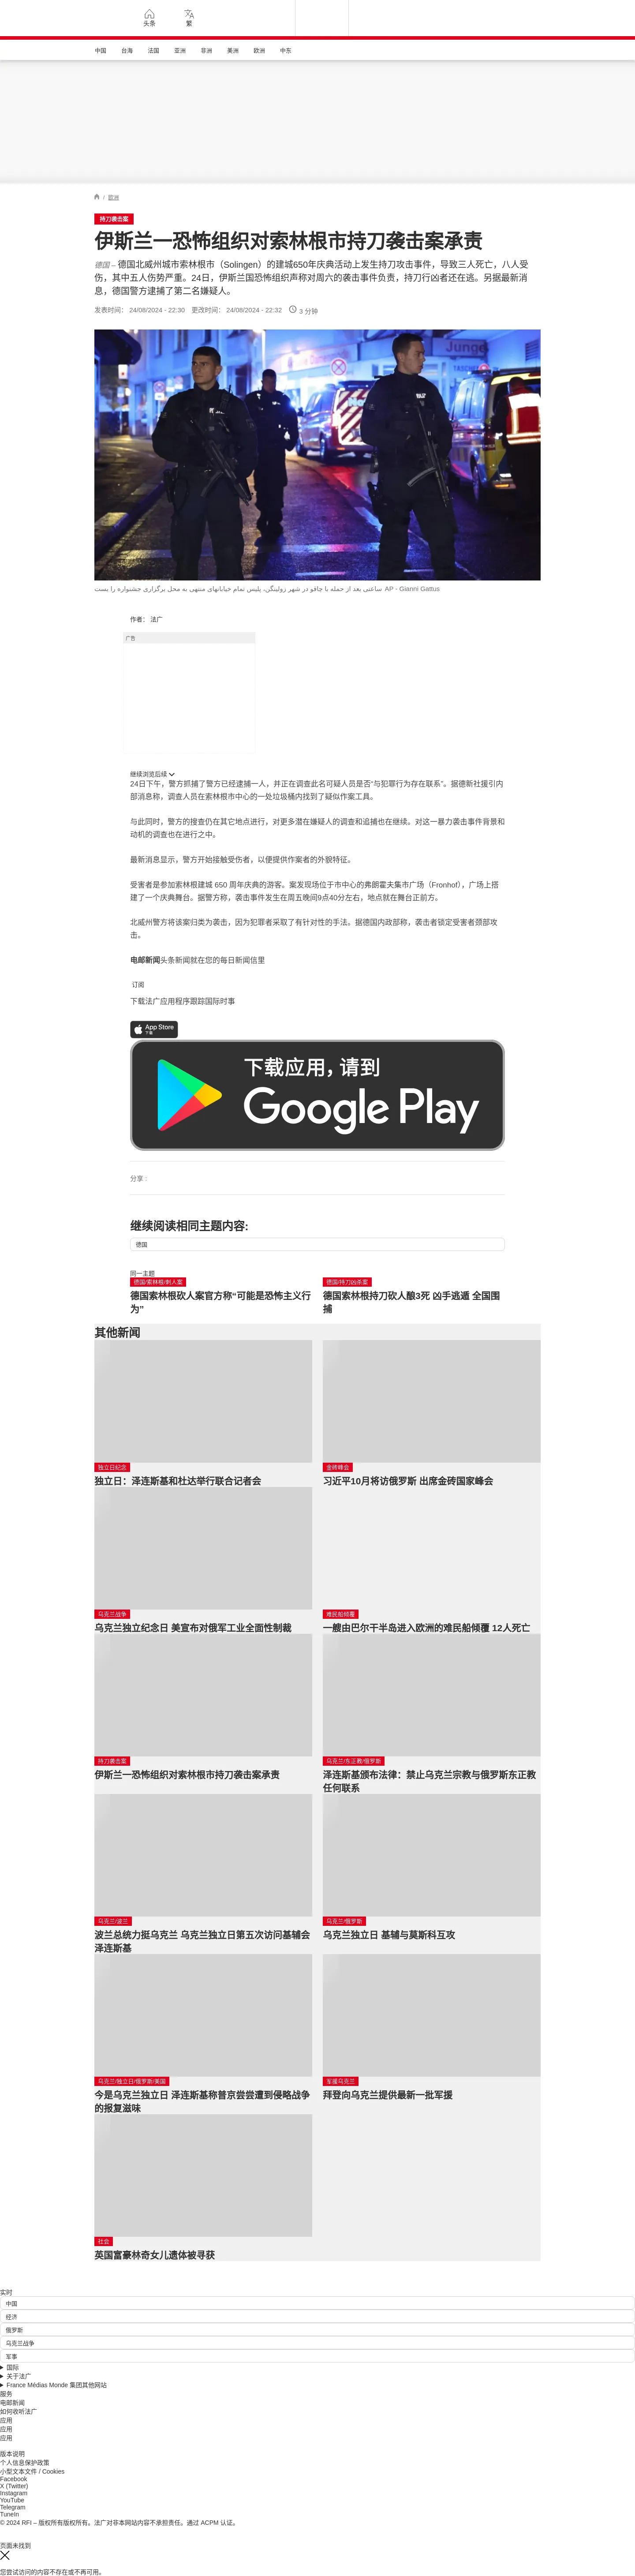 头条
繁
中国 台海 法国 亚洲 非洲 美洲 欧洲 中东
/ 欧洲
持刀袭击案
伊斯兰一恐怖组织对索林根市持刀袭击案承责
德国 – 德国北威州城市索林根市（Solingen）的建城650年庆典活动上发生持刀攻击事件，导致三人死亡，八人受
伤，其中五人伤势严重。24日，伊斯兰国恐怖组织声称对周六的袭击事件负责，持刀行凶者还在逃。另据最新消
息，德国警方逮捕了第二名嫌疑人。
发表时间： 24/08/2024 - 22:30 更改时间： 24/08/2024 - 22:32 3 分钟
ساعتی بعد از حمله با چاقو در شهر زولینگن، پلیس تمام خیابانهای منتهی به محل برگزاری جشنواره را بست AP - Gianni Gattus
作者： 法广
广告
继续浏览后续
24日下午，警方抓捕了警方已经逮捕一人，并正在调查此名可疑人员是否“与犯罪行为存在联系”。据德新社援引内
部消息称，调查人员在索林根市中心的一处垃圾桶内找到了疑似作案工具。
与此同时，警方的搜查仍在其它地点进行，对更多潜在嫌疑人的调查和追捕也在继续。对这一暴力袭击事件背景和
动机的调查也在进行之中。
最新消息显示，警方开始接触受伤者，以便提供作案者的外貌特征。
受害者是参加索林根建城 650 周年庆典的游客。案发现场位于市中心的弗朗霍夫集市广场（Fronhof），广场上搭
建了一个庆典舞台。据警方称，袭击事件发生在周五晚间9点40分左右，地点就在舞台正前方。
北威州警方将该案归类为袭击，因为犯罪者采取了有针对性的手法。据德国内政部称，袭击者锁定受害者颈部攻
击。
电邮新闻头条新闻就在您的每日新闻信里
订阅
下载法广应用程序跟踪国际时事
App Store
下载
下载应用，请到
Google Play
分享 :
继续阅读相同主题内容:
德国
同一主题
德国/索林根/刺人案
德国索林根砍人案官方称“可能是恐怖主义行
为”
德国/持刀凶杀案
德国索林根持刀砍人酿3死 凶手逃遁 全国围
捕
其他新闻
独立日纪念
独立日：泽连斯基和杜达举行联合记者会
金砖峰会
习近平10月将访俄罗斯 出席金砖国家峰会
乌克兰战争
乌克兰独立纪念日 美宣布对俄军工业全面性制裁
难民船倾覆
一艘由巴尔干半岛进入欧洲的难民船倾覆 12人死亡
持刀袭击案
伊斯兰一恐怖组织对索林根市持刀袭击案承责
乌克兰/东正教/俄罗斯
泽连斯基颁布法律：禁止乌克兰宗教与俄罗斯东正教
任何联系
乌克兰/波兰
波兰总统力挺乌克兰 乌克兰独立日第五次访问基辅会
泽连斯基
乌克兰/俄罗斯
乌克兰独立日 基辅与莫斯科互攻
乌克兰/独立日/俄罗斯/美国
今是乌克兰独立日 泽连斯基称普京尝尝遭到侵略战争
的报复滋味
军援乌克兰
拜登向乌克兰提供最新一批军援
社会
英国富豪林奇女儿遗体被寻获
实时
中国
经济
俄罗斯
乌克兰战争
军事
国际
关于法广
France Médias Monde 集团其他网站
服务
电邮新闻
如何收听法广
应用
应用
应用
版本说明
个人信息保护政策
小型文本文件 / Cookies
Facebook
X (Twitter)
Instagram
YouTube
Telegram
TuneIn
© 2024 RFI – 版权所有版权所有。法广对非本网站内容不承担责任。通过 ACPM 认证。
页面未找到
您尝试访问的内容不存在或不再可用。